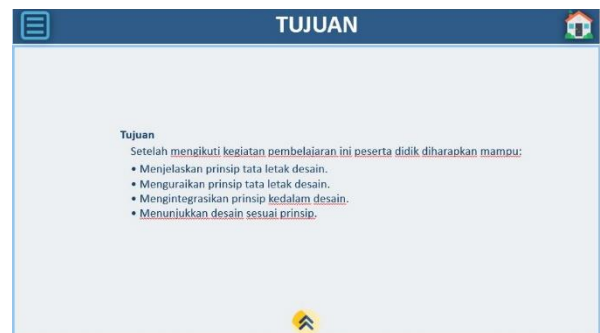 TUJUAN
Tujuan
Setelah mengikuti kegiatan pembelajaran ini peserta didik diharapkan mampu:
• Menjelaskan prinsip tata letak desain.
• Menguraikan prinsip tata letak desain.
• Mengintegrasikan prinsip kedalam desain.
• Menunjukkan desain sesuai prinsip.